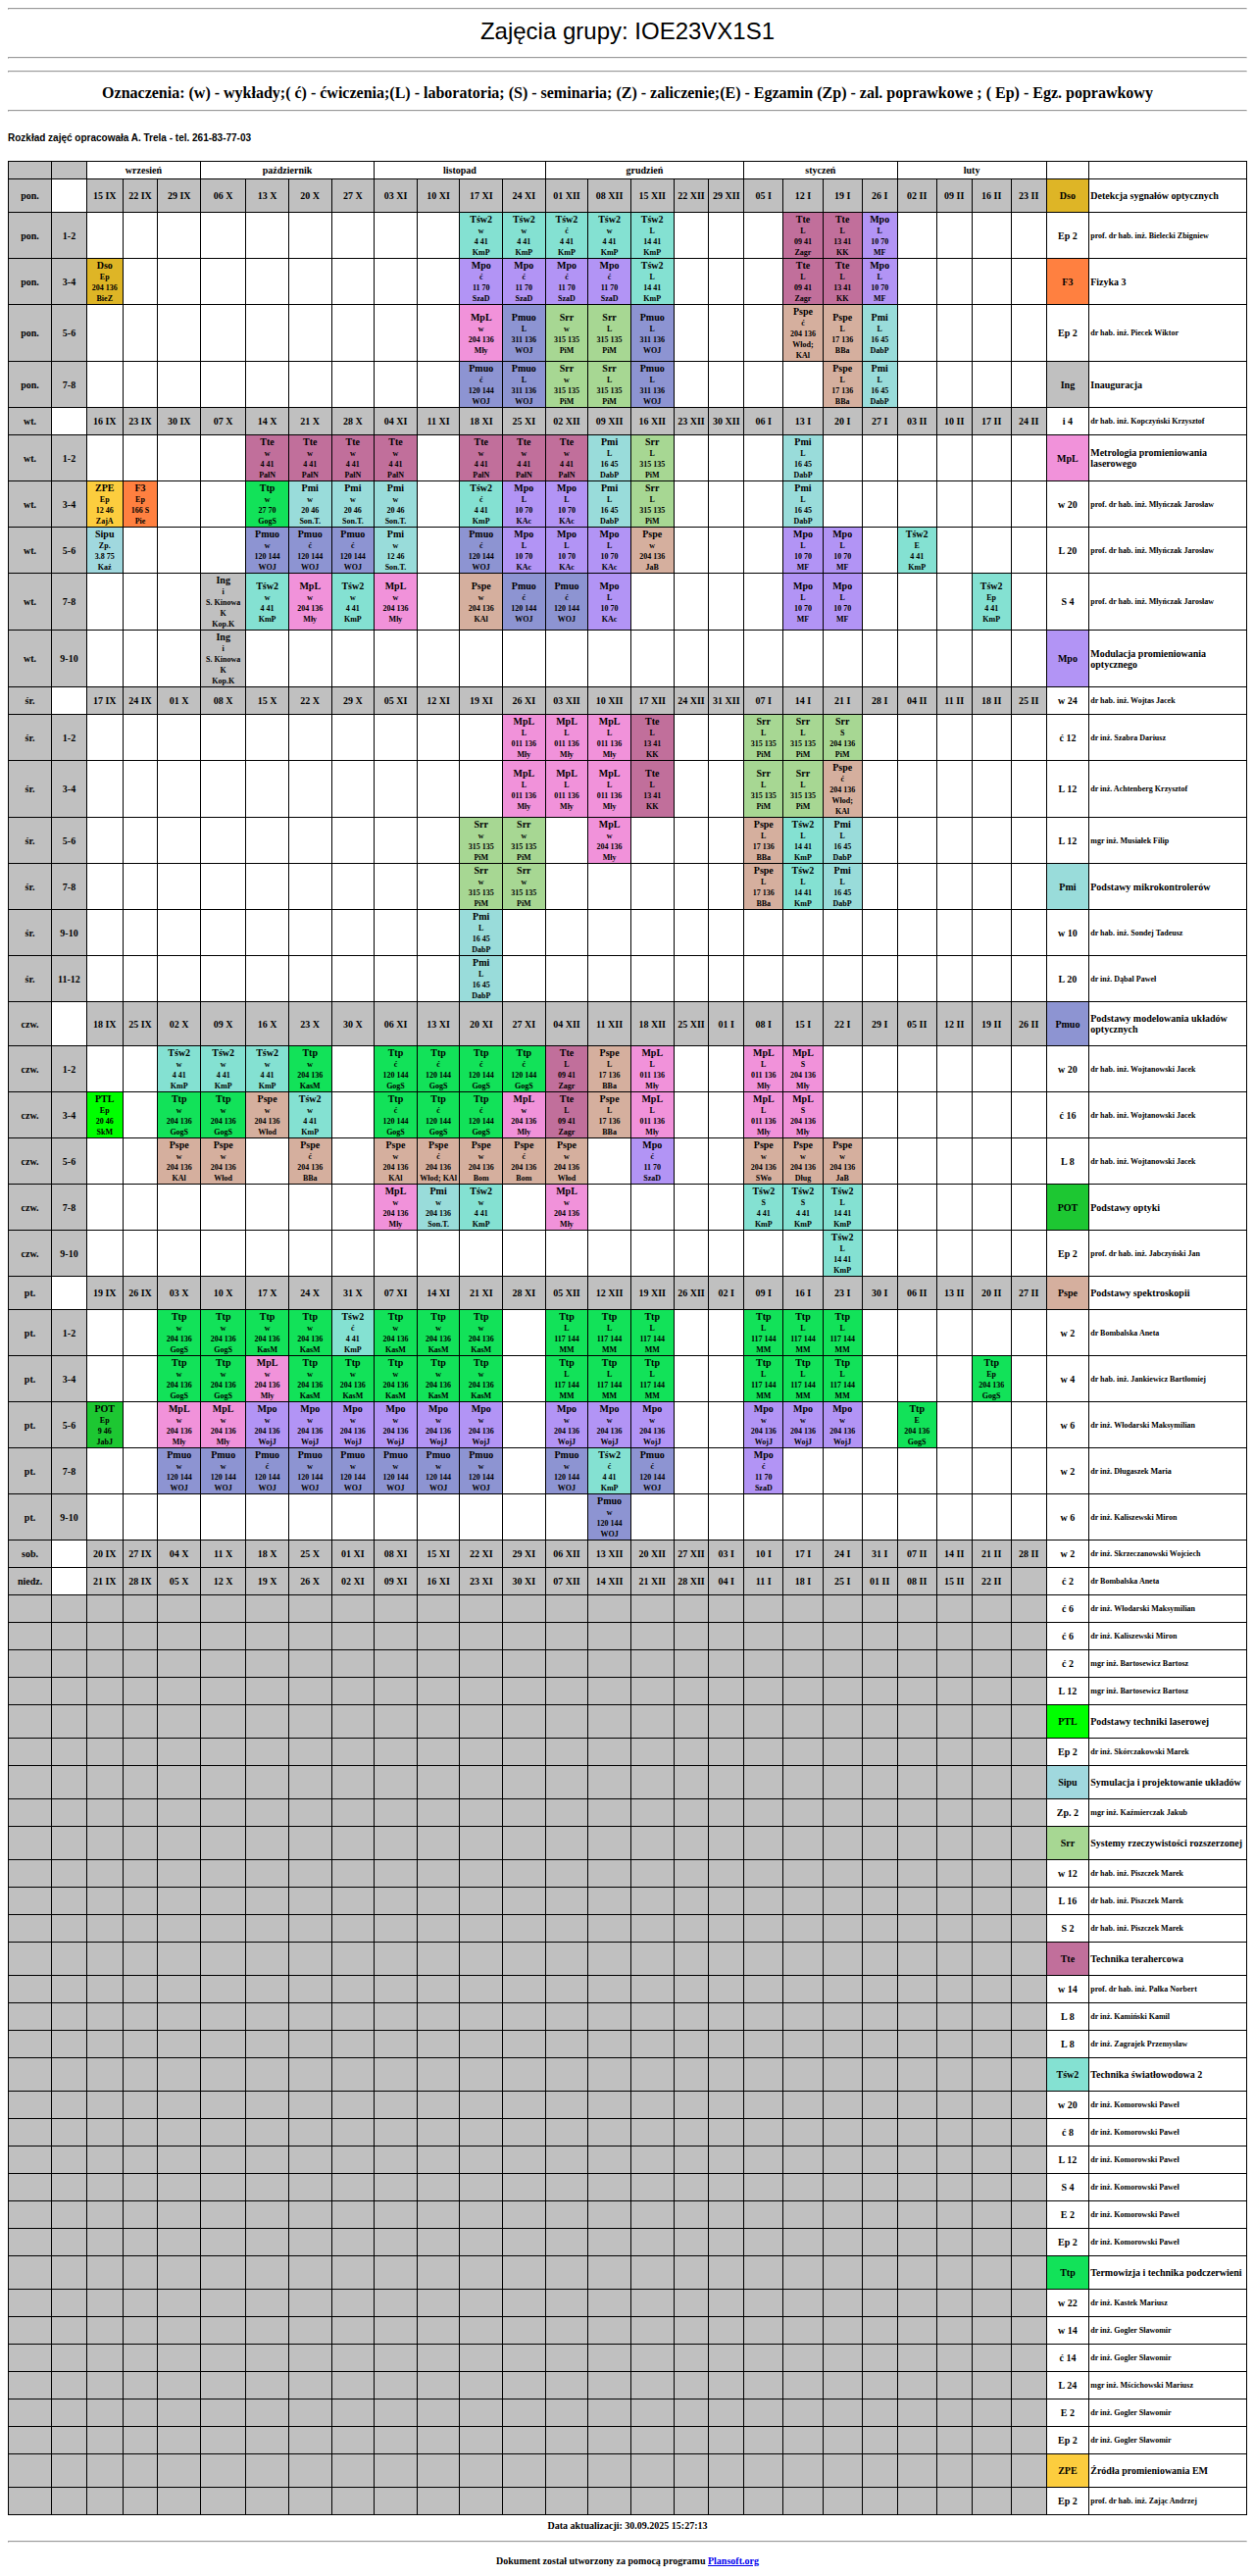 Zajęcia grupy: IOE23VX1S1
Oznaczenia: (w) - wykłady;( ć) - ćwiczenia;(L) - laboratoria; (S) - seminaria; (Z) - zaliczenie;(E) - Egzamin (Zp) - zal. poprawkowe ; ( Ep) - Egz. poprawkowy
Rozkład zajęć opracowała A. Trela - tel. 261-83-77-03
wrzesień październik listopad grudzień styczeń luty
pon. 15 IX 22 IX 29 IX 06 X 13 X 20 X 27 X 03 XI 10 XI 17 XI 24 XI 01 XII 08 XII 15 XII 22 XII 29 XII 05 I 12 I 19 I 26 I 02 II 09 II 16 II 23 II Dso Detekcja sygnałów optycznych
Tśw2 Tśw2 Tśw2 Tśw2 Tśw2 Tte Tte Mpo
pon. 1-2 w w ć w L L L L Ep 2 prof. dr hab. inż. Bielecki Zbigniew
4 41 4 41 4 41 4 41 14 41 09 41 13 41 10 70
KmP KmP KmP KmP KmP Zagr KK MF
Dso Mpo Mpo Mpo Mpo Tśw2 Tte Tte Mpo
pon. 3-4 Ep ć ć ć ć L L L L F3 Fizyka 3
204 136 11 70 11 70 11 70 11 70 14 41 09 41 13 41 10 70
BieZ SzaD SzaD SzaD SzaD KmP Zagr KK MF
MpL Pmuo Srr Srr Pmuo Pspe Pspe Pmi
pon. 5-6 w L w L L ć L L Ep 2 dr hab. inż. Piecek Wiktor
204 136 311 136 315 135 315 135 311 136 204 136 17 136 16 45
Mły WOJ PiM PiM WOJ Włod; KAl BBa DabP
Pmuo Pmuo Srr Srr Pmuo Pspe Pmi
pon. 7-8 ć L w L L L L Ing Inauguracja
120 144 311 136 315 135 315 135 311 136 17 136 16 45
WOJ WOJ PiM PiM WOJ BBa DabP
wt. 16 IX 23 IX 30 IX 07 X 14 X 21 X 28 X 04 XI 11 XI 18 XI 25 XI 02 XII 09 XII 16 XII 23 XII 30 XII 06 I 13 I 20 I 27 I 03 II 10 II 17 II 24 II i 4 dr hab. inż. Kopczyński Krzysztof
Tte Tte Tte Tte Tte Tte Tte Pmi Srr Pmi
wt. 1-2 w w w w w w w L L L MpL Metrologia promieniowania laserowego
4 41 4 41 4 41 4 41 4 41 4 41 4 41 16 45 315 135 16 45
PałN PałN PałN PałN PałN PałN PałN DabP PiM DabP
ZPE F3 Ttp Pmi Pmi Pmi Tśw2 Mpo Mpo Pmi Srr Pmi
wt. 3-4 Ep Ep w w w w ć L L L L L w 20 prof. dr hab. inż. Młyńczak Jarosław
12 46 166 S 27 70 20 46 20 46 20 46 4 41 10 70 10 70 16 45 315 135 16 45
ZajA Pie GogS Son.T. Son.T. Son.T. KmP KAc KAc DabP PiM DabP
Sipu Pmuo Pmuo Pmuo Pmi Pmuo Mpo Mpo Mpo Pspe Mpo Mpo Tśw2
wt. 5-6 Zp. w ć ć w ć L L L w L L E L 20 prof. dr hab. inż. Młyńczak Jarosław
3.8 75 120 144 120 144 120 144 12 46 120 144 10 70 10 70 10 70 204 136 10 70 10 70 4 41
Kaź WOJ WOJ WOJ Son.T. WOJ KAc KAc KAc JaB MF MF KmP
Ing Tśw2 MpL Tśw2 MpL Pspe Pmuo Pmuo Mpo Mpo Mpo Tśw2
wt. 7-8 i w w w w w ć ć L L L Ep S 4 prof. dr hab. inż. Młyńczak Jarosław
S. Kinowa K 4 41 204 136 4 41 204 136 204 136 120 144 120 144 10 70 10 70 10 70 4 41
Kop.K KmP Mły KmP Mły KAl WOJ WOJ KAc MF MF KmP
Ing
wt. 9-10 i Mpo Modulacja promieniowania optycznego
S. Kinowa K
Kop.K
śr. 17 IX 24 IX 01 X 08 X 15 X 22 X 29 X 05 XI 12 XI 19 XI 26 XI 03 XII 10 XII 17 XII 24 XII 31 XII 07 I 14 I 21 I 28 I 04 II 11 II 18 II 25 II w 24 dr hab. inż. Wojtas Jacek
MpL MpL MpL Tte Srr Srr Srr
śr. 1-2 L L L L L L S ć 12 dr inż. Szabra Dariusz
011 136 011 136 011 136 13 41 315 135 315 135 204 136
Mły Mły Mły KK PiM PiM PiM
MpL MpL MpL Tte Srr Srr Pspe
śr. 3-4 L L L L L L ć L 12 dr inż. Achtenberg Krzysztof
011 136 011 136 011 136 13 41 315 135 315 135 204 136
Mły Mły Mły KK PiM PiM Włod; KAl
Srr Srr MpL Pspe Tśw2 Pmi
śr. 5-6 w w w L L L L 12 mgr inż. Musiałek Filip
315 135 315 135 204 136 17 136 14 41 16 45
PiM PiM Mły BBa KmP DabP
Srr Srr Pspe Tśw2 Pmi
śr. 7-8 w w L L L Pmi Podstawy mikrokontrolerów
315 135 315 135 17 136 14 41 16 45
PiM PiM BBa KmP DabP
Pmi
śr. 9-10 L w 10 dr hab. inż. Sondej Tadeusz
16 45
DabP
Pmi
śr. 11-12 L L 20 dr inż. Dąbal Paweł
16 45
DabP
czw. 18 IX 25 IX 02 X 09 X 16 X 23 X 30 X 06 XI 13 XI 20 XI 27 XI 04 XII 11 XII 18 XII 25 XII 01 I 08 I 15 I 22 I 29 I 05 II 12 II 19 II 26 II Pmuo Podstawy modelowania układów optycznych
Tśw2 Tśw2 Tśw2 Ttp Ttp Ttp Ttp Ttp Tte Pspe MpL MpL MpL
czw. 1-2 w w w w ć ć ć ć L L L L S w 20 dr hab. inż. Wojtanowski Jacek
4 41 4 41 4 41 204 136 120 144 120 144 120 144 120 144 09 41 17 136 011 136 011 136 204 136
KmP KmP KmP KasM GogS GogS GogS GogS Zagr BBa Mły Mły Mły
PTL Ttp Ttp Pspe Tśw2 Ttp Ttp Ttp MpL Tte Pspe MpL MpL MpL
czw. 3-4 Ep w w w w ć ć ć w L L L L S ć 16 dr hab. inż. Wojtanowski Jacek
20 46 204 136 204 136 204 136 4 41 120 144 120 144 120 144 204 136 09 41 17 136 011 136 011 136 204 136
SkM GogS GogS Włod KmP GogS GogS GogS Mły Zagr BBa Mły Mły Mły
Pspe Pspe Pspe Pspe Pspe Pspe Pspe Pspe Mpo Pspe Pspe Pspe
czw. 5-6 w w ć w ć w ć w ć w w w L 8 dr hab. inż. Wojtanowski Jacek
204 136 204 136 204 136 204 136 204 136 204 136 204 136 204 136 11 70 204 136 204 136 204 136
KAl Włod BBa KAl Włod; KAl Bom Bom Włod SzaD SWo Dług JaB
MpL Pmi Tśw2 MpL Tśw2 Tśw2 Tśw2
czw. 7-8 w w w w S S L POT Podstawy optyki
204 136 204 136 4 41 204 136 4 41 4 41 14 41
Mły Son.T. KmP Mły KmP KmP KmP
Tśw2
czw. 9-10 L Ep 2 prof. dr hab. inż. Jabczyński Jan
14 41
KmP
pt. 19 IX 26 IX 03 X 10 X 17 X 24 X 31 X 07 XI 14 XI 21 XI 28 XI 05 XII 12 XII 19 XII 26 XII 02 I 09 I 16 I 23 I 30 I 06 II 13 II 20 II 27 II Pspe Podstawy spektroskopii
Ttp Ttp Ttp Ttp Tśw2 Ttp Ttp Ttp Ttp Ttp Ttp Ttp Ttp Ttp
pt. 1-2 w w w w ć w w w L L L L L L w 2 dr Bombalska Aneta
204 136 204 136 204 136 204 136 4 41 204 136 204 136 204 136 117 144 117 144 117 144 117 144 117 144 117 144
GogS GogS KasM KasM KmP KasM KasM KasM MM MM MM MM MM MM
Ttp Ttp MpL Ttp Ttp Ttp Ttp Ttp Ttp Ttp Ttp Ttp Ttp Ttp Ttp
pt. 3-4 w w w w w w w w L L L L L L Ep w 4 dr hab. inż. Jankiewicz Bartłomiej
204 136 204 136 204 136 204 136 204 136 204 136 204 136 204 136 117 144 117 144 117 144 117 144 117 144 117 144 204 136
GogS GogS Mły KasM KasM KasM KasM KasM MM MM MM MM MM MM GogS
POT MpL MpL Mpo Mpo Mpo Mpo Mpo Mpo Mpo Mpo Mpo Mpo Mpo Mpo Ttp
pt. 5-6 Ep w w w w w w w w w w w w w w E w 6 dr inż. Włodarski Maksymilian
9 46 204 136 204 136 204 136 204 136 204 136 204 136 204 136 204 136 204 136 204 136 204 136 204 136 204 136 204 136 204 136
JabJ Mły Mły WojJ WojJ WojJ WojJ WojJ WojJ WojJ WojJ WojJ WojJ WojJ WojJ GogS
Pmuo Pmuo Pmuo Pmuo Pmuo Pmuo Pmuo Pmuo Pmuo Tśw2 Pmuo Mpo
pt. 7-8 w w ć w w w w w w ć ć ć w 2 dr inż. Długaszek Maria
120 144 120 144 120 144 120 144 120 144 120 144 120 144 120 144 120 144 4 41 120 144 11 70
WOJ WOJ WOJ WOJ WOJ WOJ WOJ WOJ WOJ KmP WOJ SzaD
Pmuo
pt. 9-10 w w 6 dr inż. Kaliszewski Miron
120 144
WOJ
sob. 20 IX 27 IX 04 X 11 X 18 X 25 X 01 XI 08 XI 15 XI 22 XI 29 XI 06 XII 13 XII 20 XII 27 XII 03 I 10 I 17 I 24 I 31 I 07 II 14 II 21 II 28 II w 2 dr inż. Skrzeczanowski Wojciech
niedz. 21 IX 28 IX 05 X 12 X 19 X 26 X 02 XI 09 XI 16 XI 23 XI 30 XI 07 XII 14 XII 21 XII 28 XII 04 I 11 I 18 I 25 I 01 II 08 II 15 II 22 II ć 2 dr Bombalska Aneta
ć 6 dr inż. Włodarski Maksymilian
ć 6 dr inż. Kaliszewski Miron
ć 2 mgr inż. Bartosewicz Bartosz
L 12 mgr inż. Bartosewicz Bartosz
PTL Podstawy techniki laserowej
Ep 2 dr inż. Skórczakowski Marek
Sipu Symulacja i projektowanie układów
Zp. 2 mgr inż. Kaźmierczak Jakub
Srr Systemy rzeczywistości rozszerzonej
w 12 dr hab. inż. Piszczek Marek
L 16 dr hab. inż. Piszczek Marek
S 2 dr hab. inż. Piszczek Marek
Tte Technika terahercowa
w 14 prof. dr hab. inż. Pałka Norbert
L 8 dr inż. Kamiński Kamil
L 8 dr inż. Zagrajek Przemysław
Tśw2 Technika światłowodowa 2
w 20 dr inż. Komorowski Paweł
ć 8 dr inż. Komorowski Paweł
L 12 dr inż. Komorowski Paweł
S 4 dr inż. Komorowski Paweł
E 2 dr inż. Komorowski Paweł
Ep 2 dr inż. Komorowski Paweł
Ttp Termowizja i technika podczerwieni
w 22 dr inż. Kastek Mariusz
w 14 dr inż. Gogler Sławomir
ć 14 dr inż. Gogler Sławomir
L 24 mgr inż. Mścichowski Mariusz
E 2 dr inż. Gogler Sławomir
Ep 2 dr inż. Gogler Sławomir
ZPE Źródła promieniowania EM
Ep 2 prof. dr hab. inż. Zając Andrzej
Data aktualizacji: 30.09.2025 15:27:13
Dokument został utworzony za pomocą programu Plansoft.org